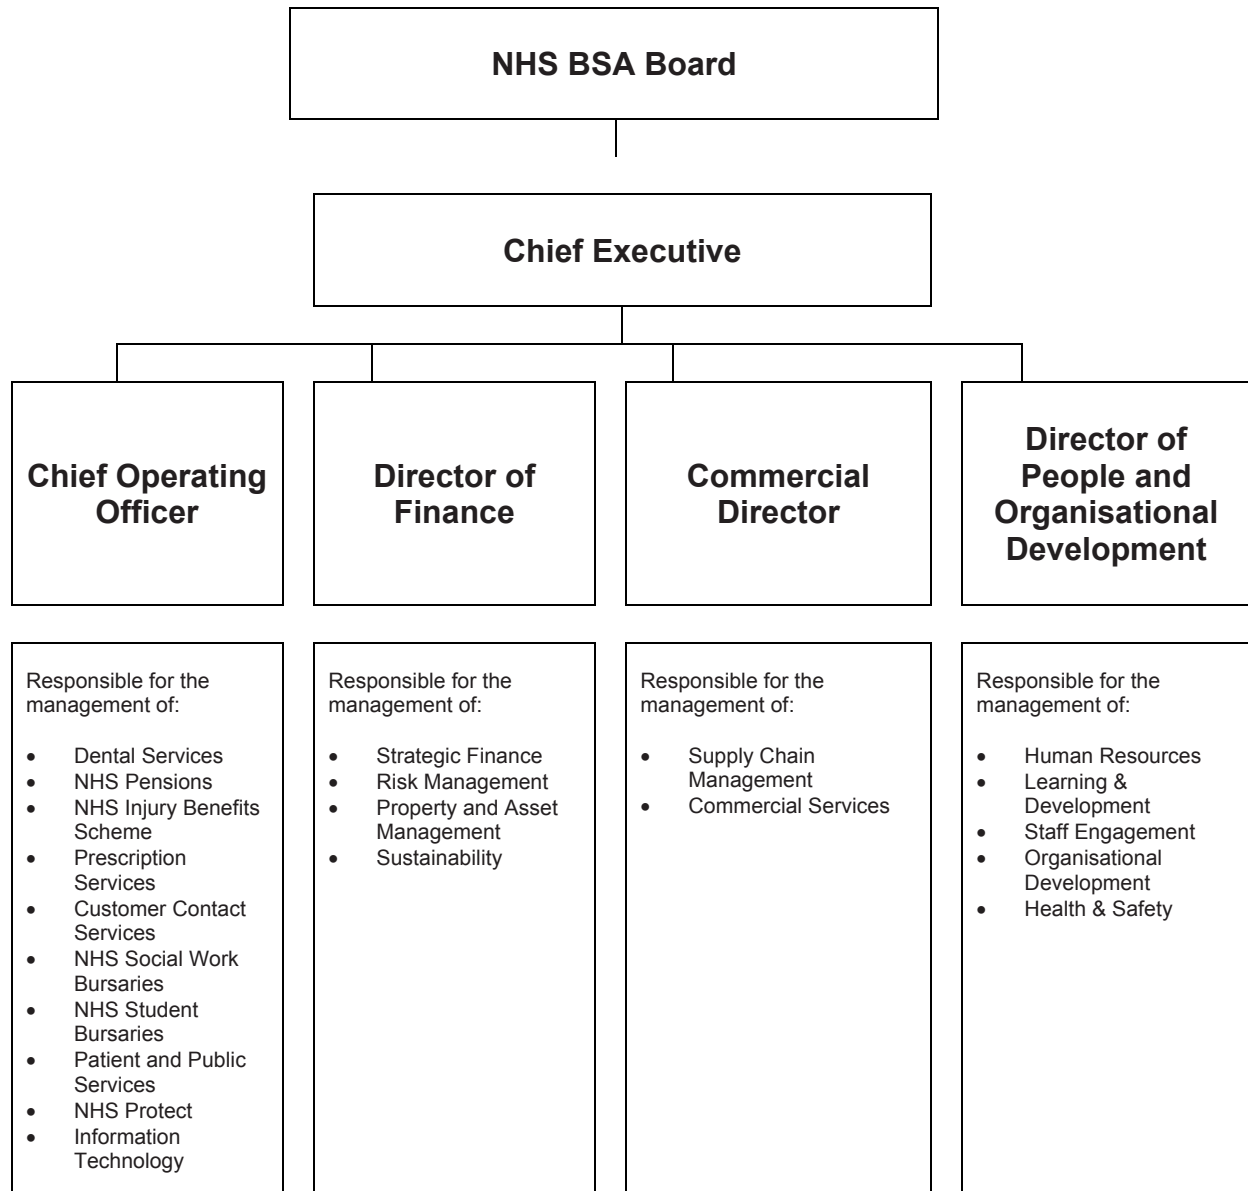 NHS BSA Board
Chief Executive
Chief Operating
Officer
Director of
Finance
Commercial
Director
Director of
People and
Organisational
Development
Responsible for the
management of:
• Dental Services
• NHS Pensions
• NHS Injury Benefits
Scheme
• Prescription
Services
• Customer Contact
Services
• NHS Social Work
Bursaries
• NHS Student
Bursaries
• Patient and Public
Services
• NHS Protect
• Information
Technology
Responsible for the
management of:
• Strategic Finance
• Risk Management
• Property and Asset
Management
• Sustainability
Responsible for the
management of:
• Supply Chain
Management
• Commercial Services
Responsible for the
management of:
• Human Resources
• Learning &
Development
• Staff Engagement
• Organisational
Development
• Health & Safety